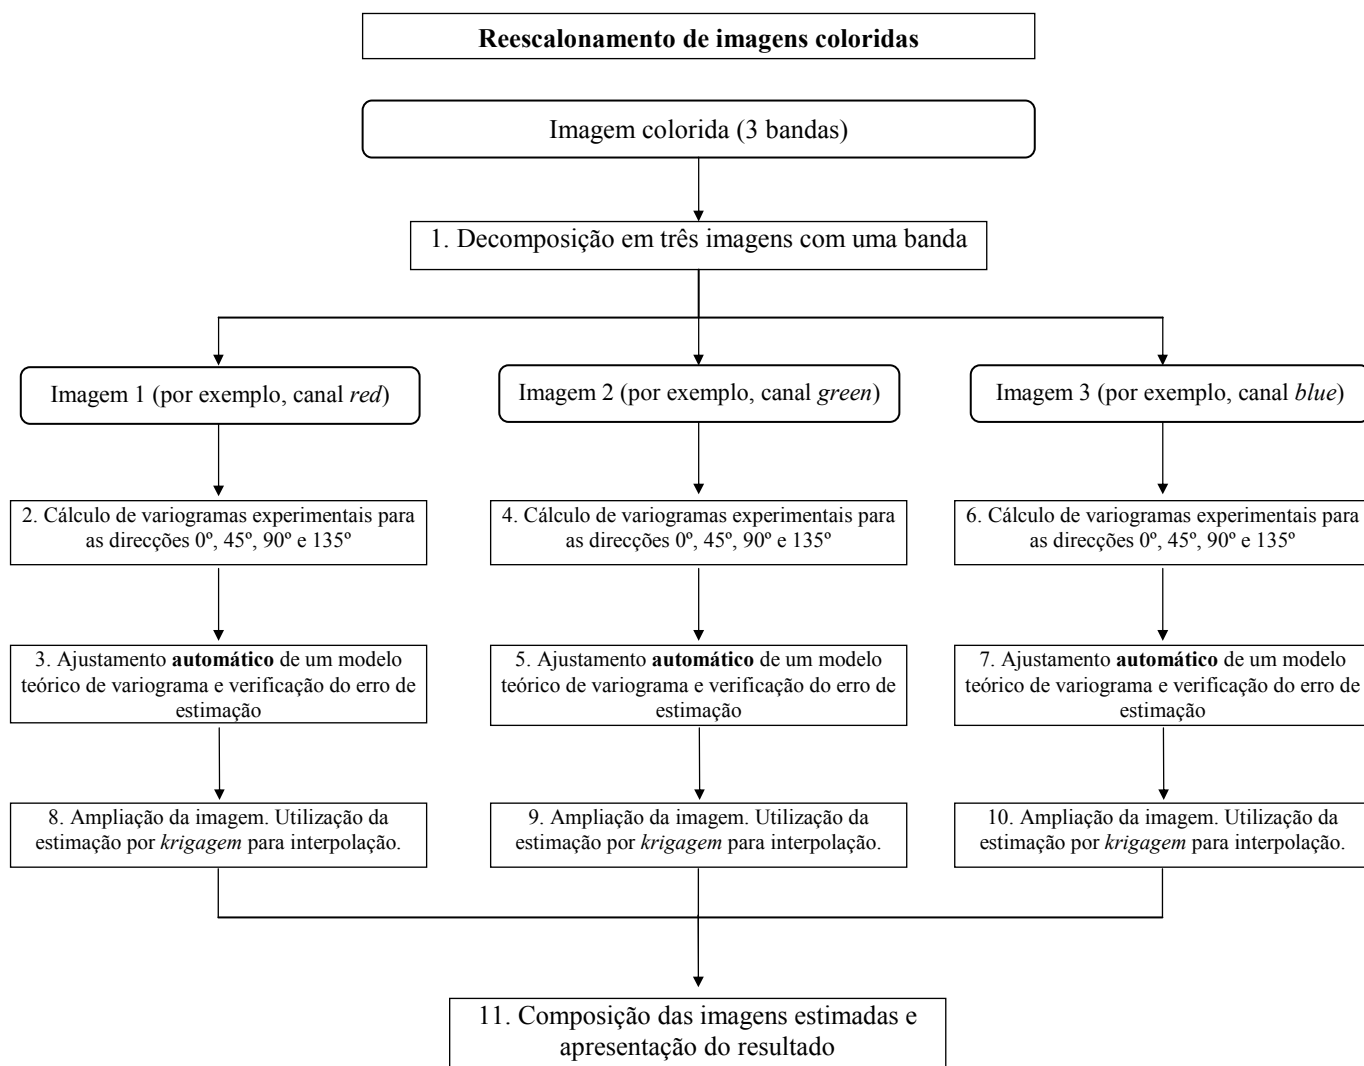 Reescalonamento de imagens coloridas
Imagem colorida (3 bandas)
1. Decomposição em três imagens com uma banda
Imagem 1 (por exemplo, canal red)
Imagem 2 (por exemplo, canal green)
Imagem 3 (por exemplo, canal blue)
2. Cálculo de variogramas experimentais para
as direcções 0º, 45º, 90º e 135º
4. Cálculo de variogramas experimentais para
as direcções 0º, 45º, 90º e 135º
6. Cálculo de variogramas experimentais para
as direcções 0º, 45º, 90º e 135º
3. Ajustamento automático de um modelo
teórico de variograma e verificação do erro de
estimação
5. Ajustamento automático de um modelo
teórico de variograma e verificação do erro de
estimação
7. Ajustamento automático de um modelo
teórico de variograma e verificação do erro de
estimação
8. Ampliação da imagem. Utilização da
estimação por krigagem para interpolação.
9. Ampliação da imagem. Utilização da
estimação por krigagem para interpolação.
10. Ampliação da imagem. Utilização da
estimação por krigagem para interpolação.
11. Composição das imagens estimadas e
apresentação do resultado